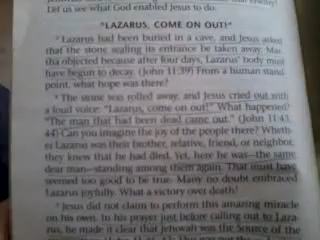 Let us see what God enabled Jesus to do.
"LAZARUS, COME ON OUT!"
Lazarus had been buried in a cave, and Jesus asked
that the stone sealing its entrance be taken away. Mar-
tha objected because after four days, Lazarus' body must
have begun to decay. (John 11:39) From a human stand-
point, what hope was there?
The stone was rolled away, and Jesus cried out with
a loud voice: "Lazarus, come on out!" What happened?
"The man that had been dead came out." (John 11:43,
44) Can you imagine the joy of the people there? Wheth-
er Lazarus was their brother, relative, friend, or neighbor,
they knew that he had died. Yet, here he was—the same
dear man—standing among them again. That must have
seemed too good to be true. Many no doubt embraced
Lazarus joyfully. What a victory over death!
Jesus did not claim to perform this amazing miracle
on his own. In his prayer just before calling out to Laza-
rus, he made it clear that Jehovah was the Source of the